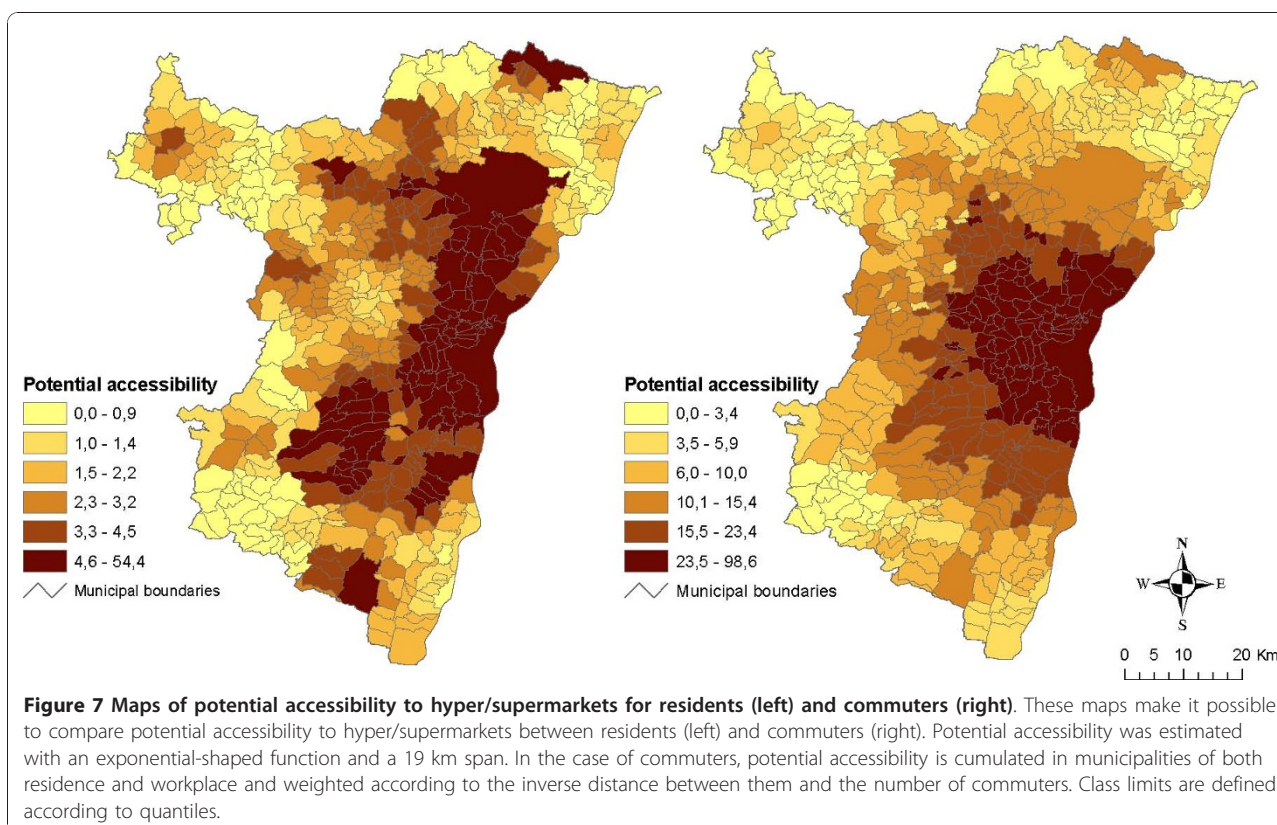 Potential accessibility
0,0 - 0,9
1,0 - 1,4
1,5 - 2,2
2,3 - 3,2
3,3 - 4,5
4,6 - 54,4
Municipal boundaries
Potential accessibility
0,0 - 3,4
3,5 - 5,9
6,0 - 10,0
10,1 - 15,4
15,5 - 23,4
23,5 - 98,6
Municipal boundaries
N
W E
S
0 5 10 20 Km
Figure 7 Maps of potential accessibility to hyper/supermarkets for residents (left) and commuters (right). These maps make it possible
to compare potential accessibility to hyper/supermarkets between residents (left) and commuters (right). Potential accessibility was estimated
with an exponential-shaped function and a 19 km span. In the case of commuters, potential accessibility is cumulated in municipalities of both
residence and workplace and weighted according to the inverse distance between them and the number of commuters. Class limits are defined
according to quantiles.